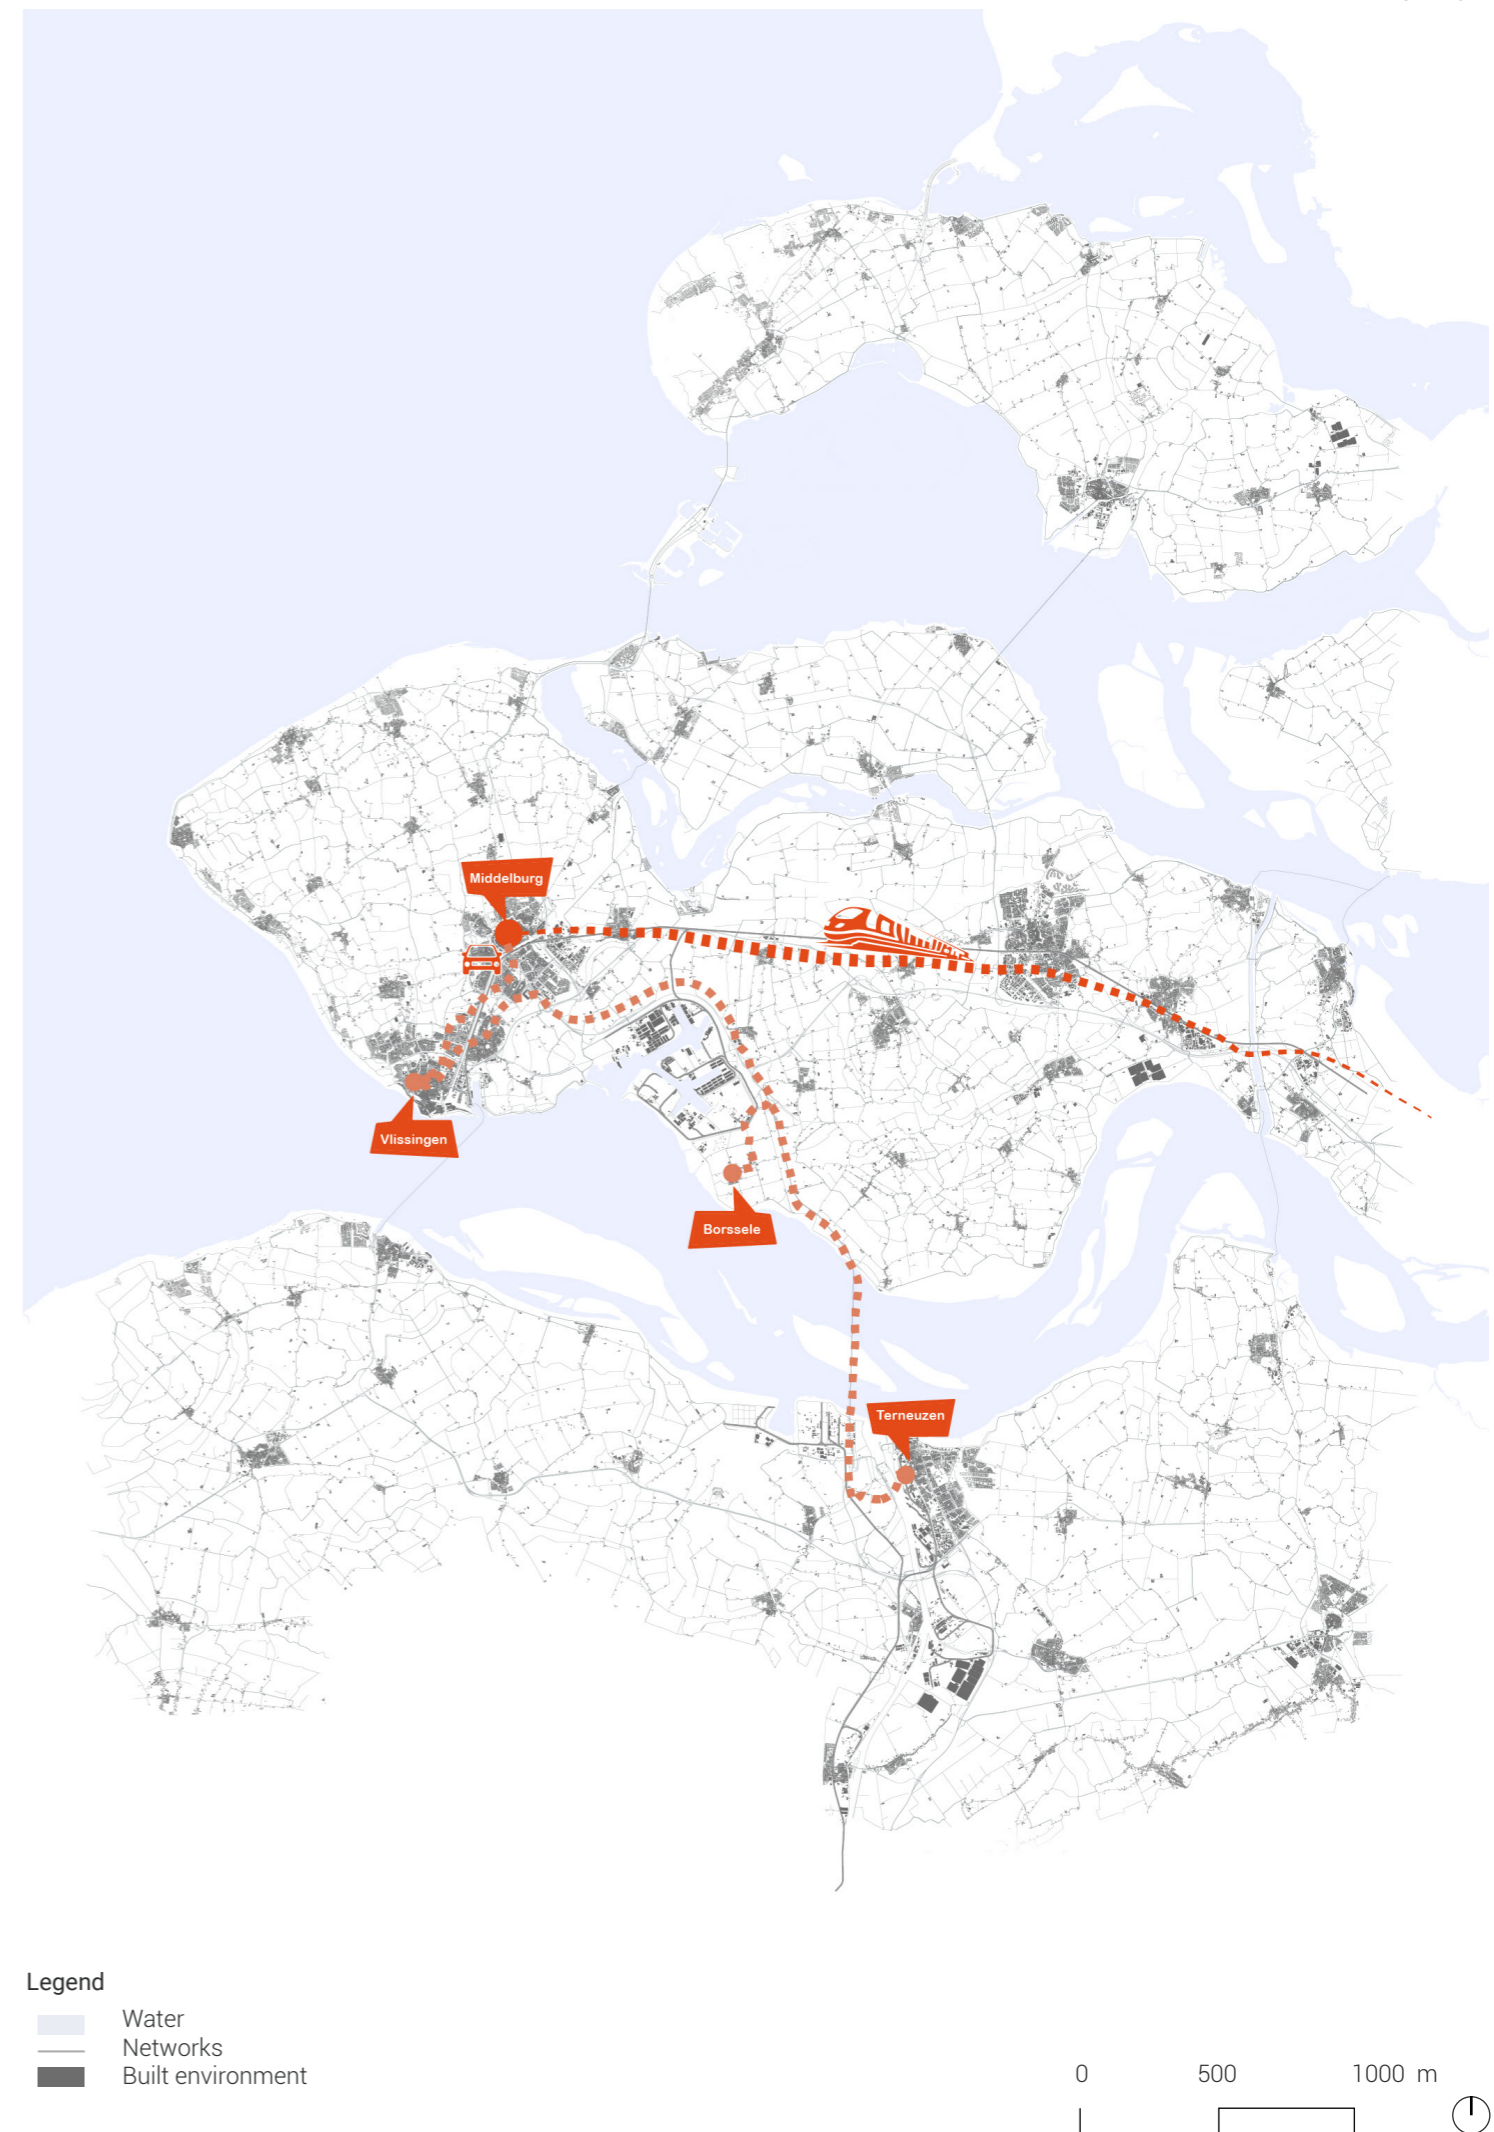 Middelburg
Vlissingen
Borssele
Terneuzen
Legend
Water
Networks
Built environment
0 500 1000 m